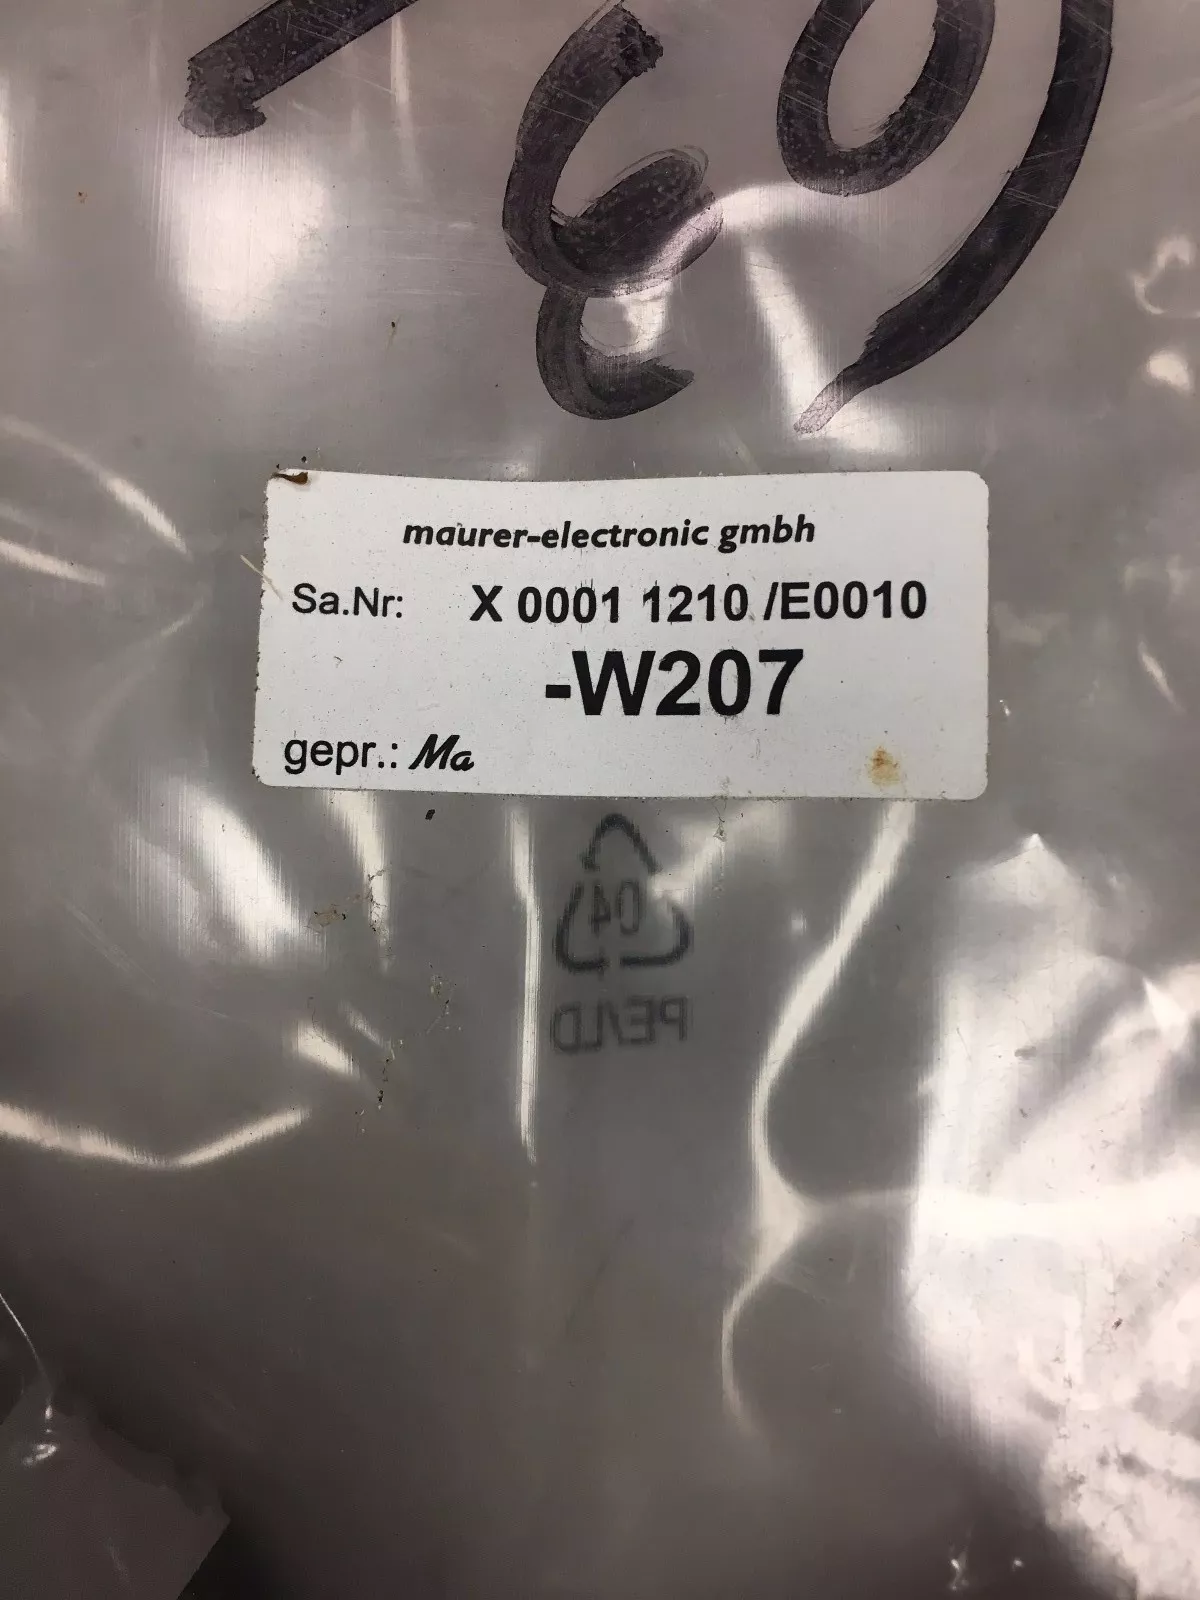 maurer-electronic gmbh
Sa.Nr: X 0001 1210 /E0010
-W207
gepr.: Ma
04
PE/LD